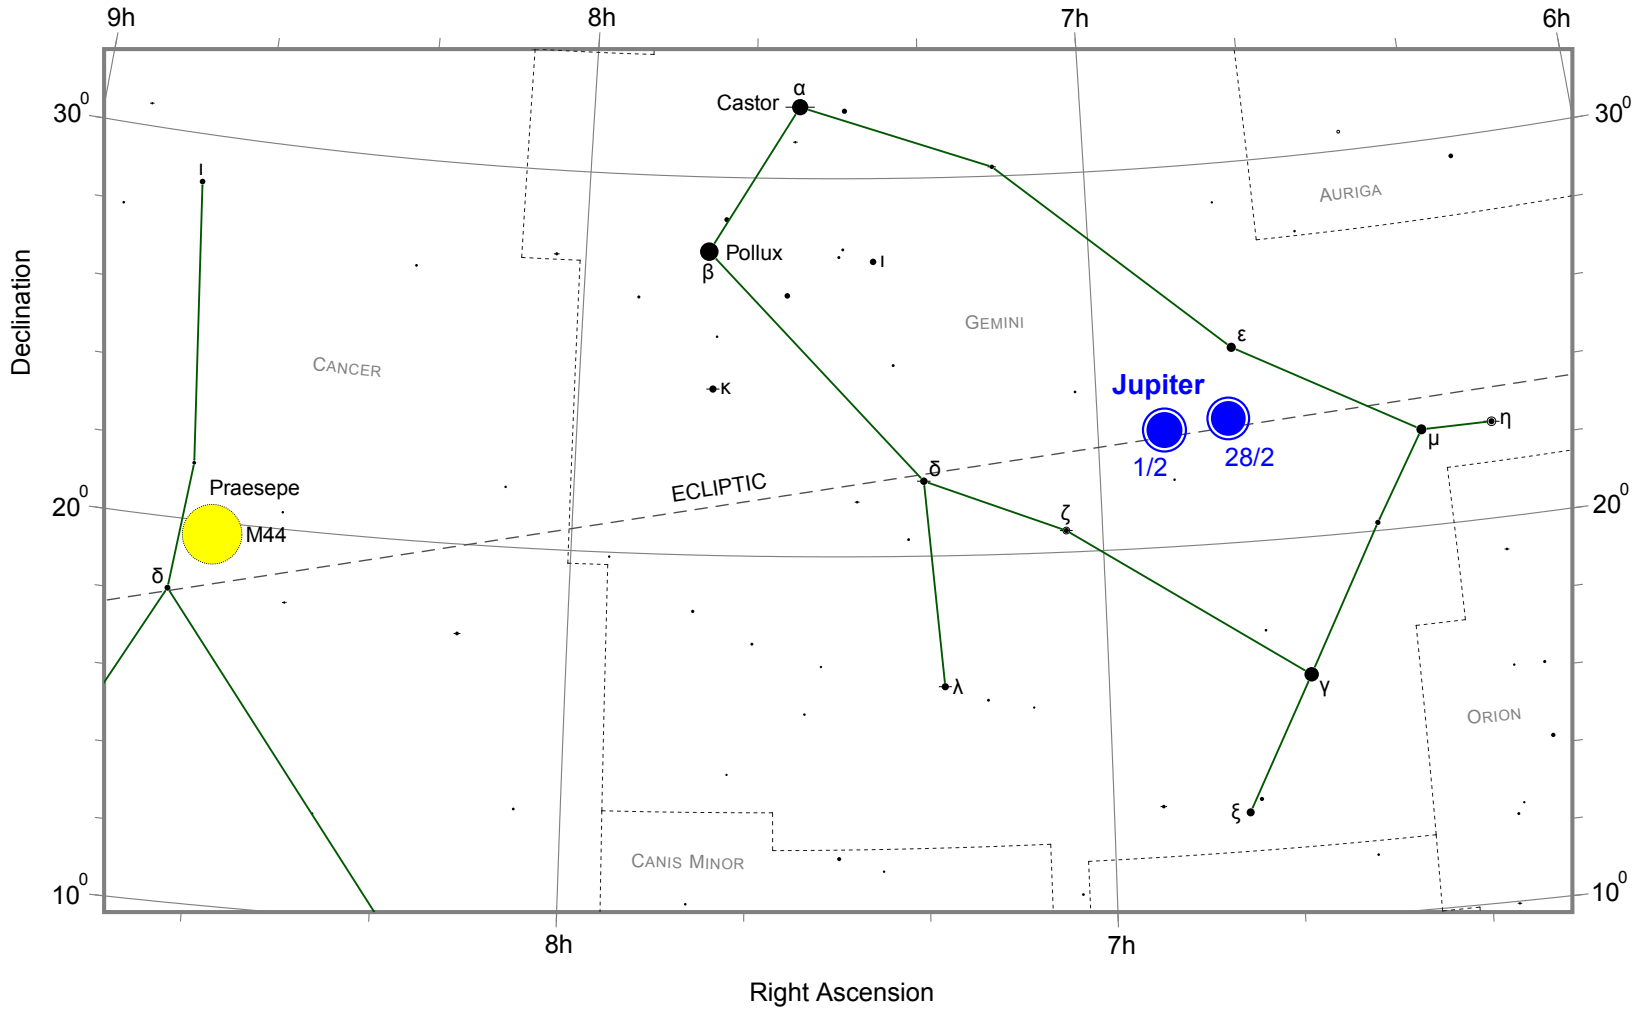 9h 8h 7h 6h
α
Castor
30⁰ 30⁰
ι
AURIGA
Pollux
β
ι
GEMINI
ε
CANCER
Jupiter
κ
η
μ
1/2 28/2
δ
ECLIPTIC
Praesepe
20⁰ 20⁰
ζ
M44
δ
λ
γ
ORION
ξ
CANIS MINOR
10⁰ 10⁰
8h 7h
Declination
Right Ascension